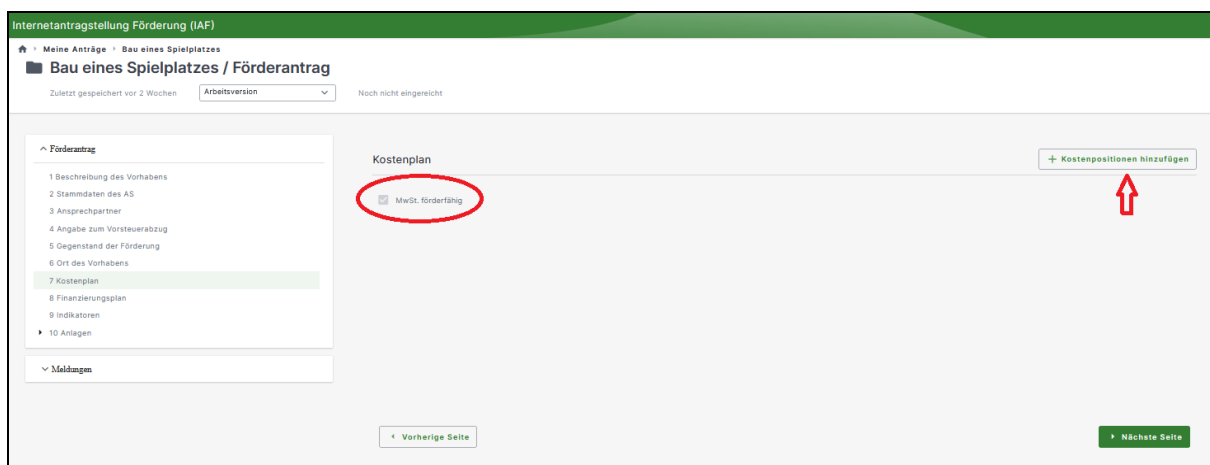 Internetantragstellung Förderung (IAF)
Meine Anträge Bau eines Spielplatzes
Bau eines Spielplatzes / Förderantrag
Zuletzt gespeichert vor 2 Wochen Arbeitsversion Noch nicht eingereicht
Förderantrag
1 Beschreibung des Vorhabens
2 Stammdaten des AS
3 Ansprechpartner
4 Angabe zum Vorsteuerabzug
5 Gegenstand der Förderung
6 Ort des Vorhabens
7 Kostenplan
8 Finanzierungsplan
9 Indikatoren
10 Anlagen
Meldungen
Kostenplan
+ Kostenpositionen hinzufügen
MwSt. förderfähig
Vorherige Seite
Nächste Seite